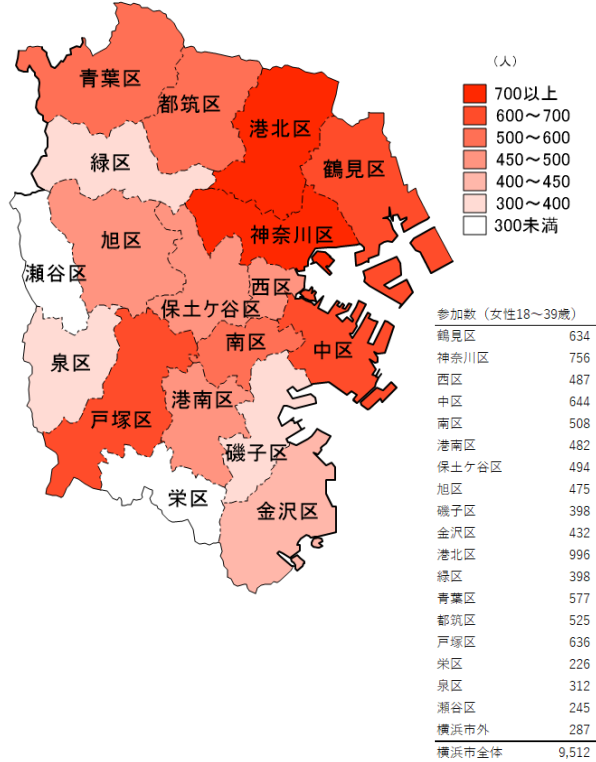 （人）
700以上
600～700
500～600
450～500
400～450
300～400
300未満
青葉区
都筑区
港北区
緑区
鶴見区
旭区
神奈川区
瀬谷区
西区
保土ケ谷区
南区
中区
泉区
港南区
戸塚区
磯子区
栄区
金沢区
参加数（女性18～39歳）
鶴見区 634
神奈川区 756
西区 487
中区 644
南区 508
港南区 482
保土ケ谷区 494
旭区 475
磯子区 398
金沢区 432
港北区 996
緑区 398
青葉区 577
都筑区 525
戸塚区 636
栄区 226
泉区 312
瀬谷区 245
横浜市外 287
横浜市全体 9,512